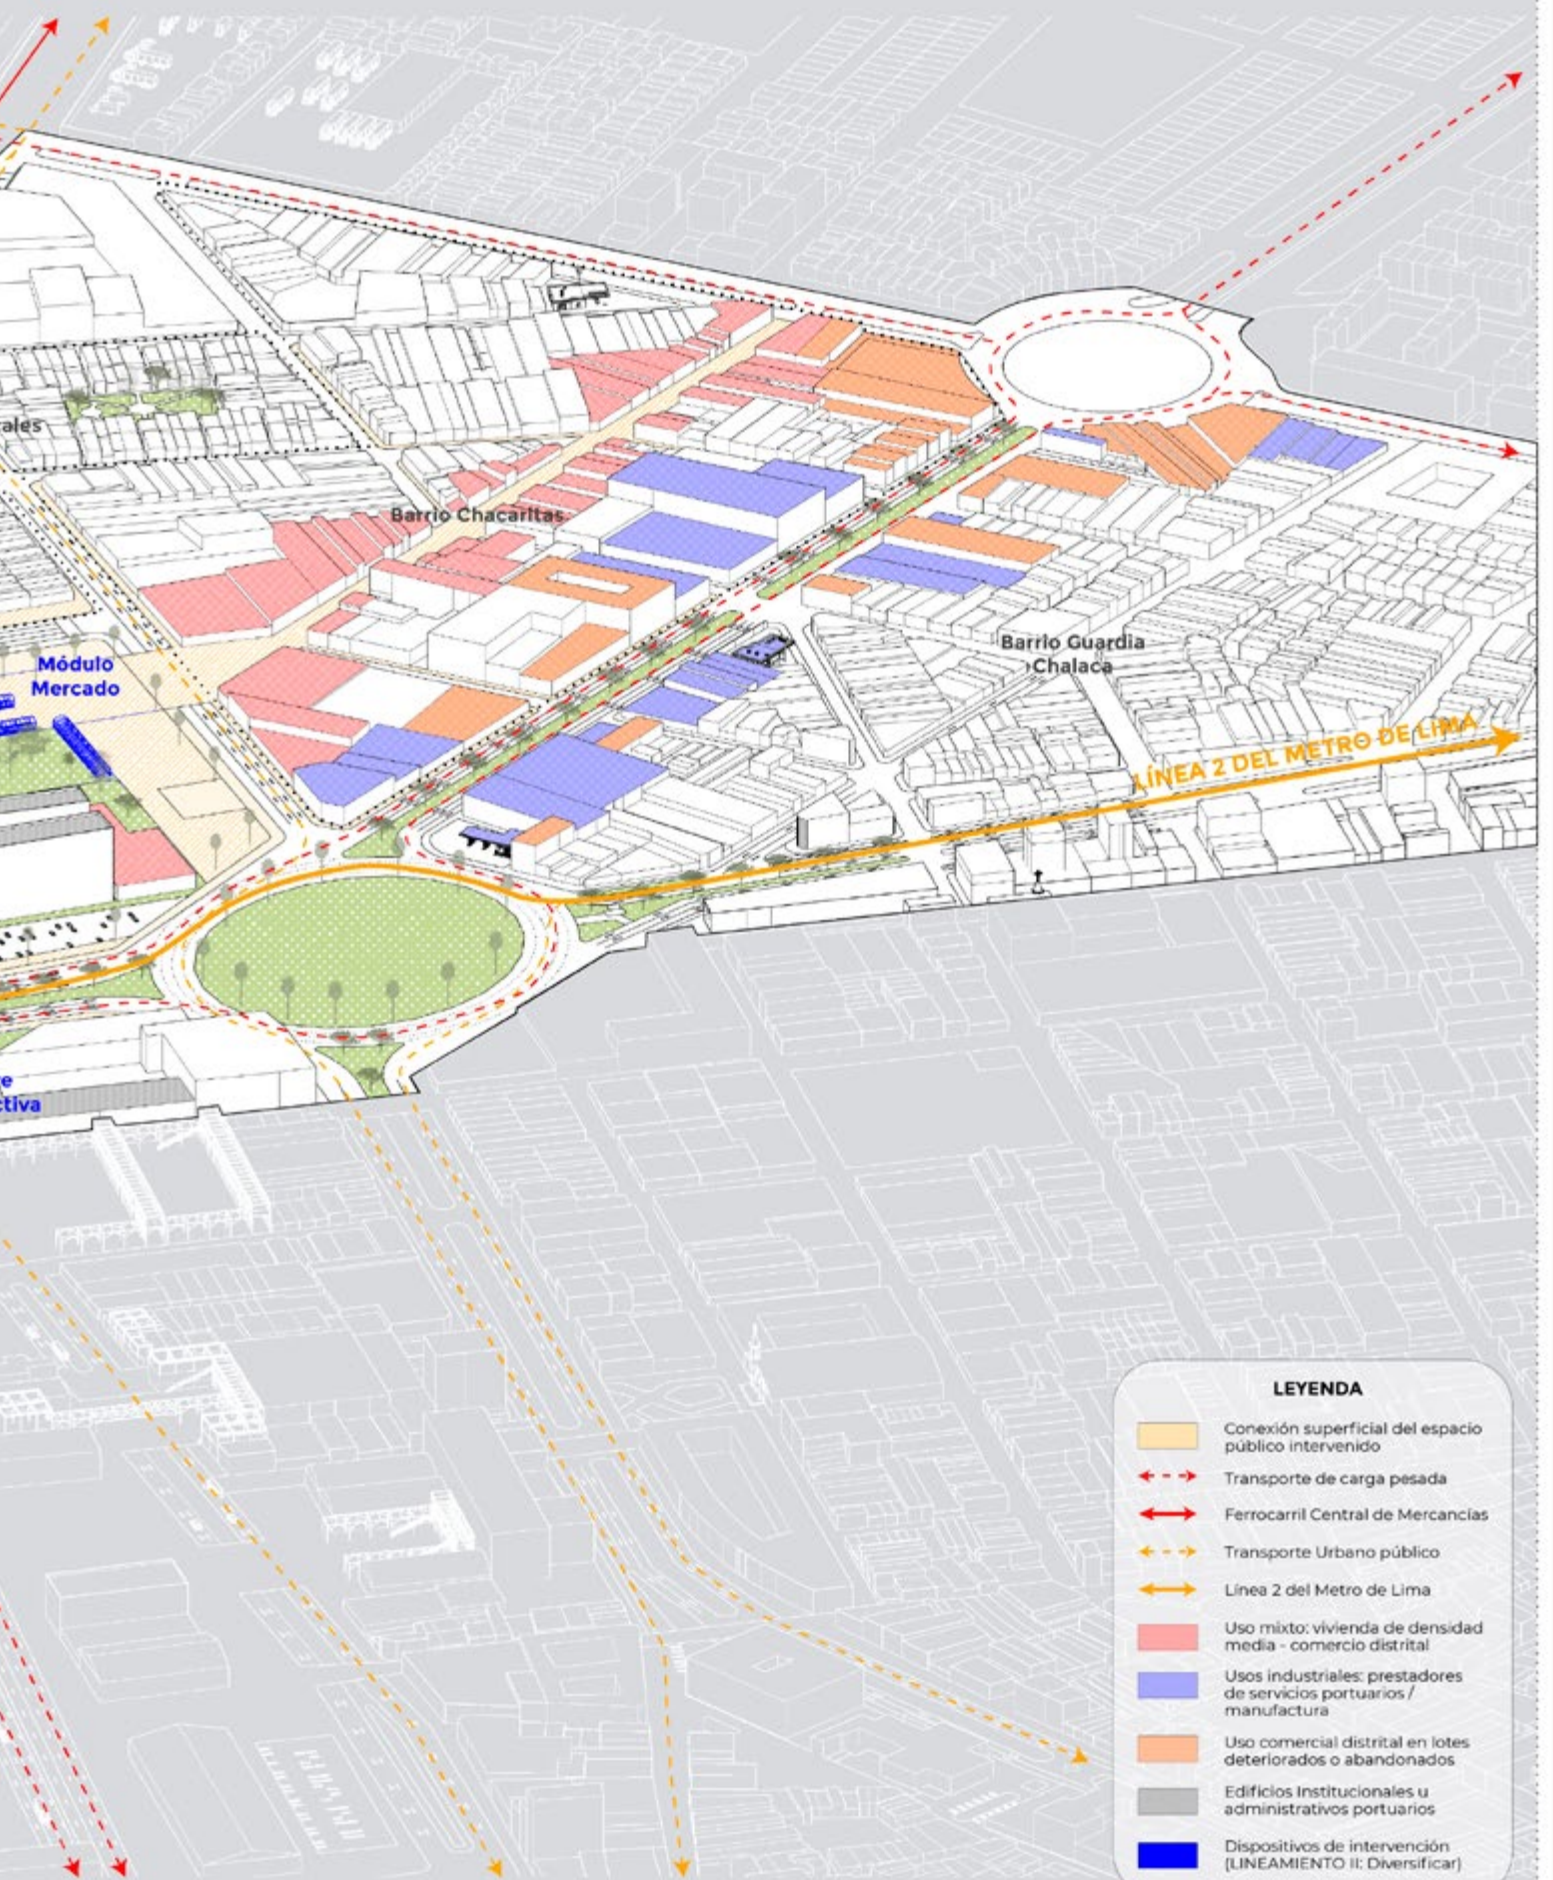 ales
Barrio Chacaritas
Módulo
Mercado
Barrio Guardia
Chalaca
LÍNEA 2 DEL METRO DE LIMA
e
ctiva
LEYENDA
Conexión superficial del espacio
público intervenido
Transporte de carga pesada
Ferrocarril Central de Mercancías
Transporte Urbano público
Línea 2 del Metro de Lima
Uso mixto: vivienda de densidad
media - comercio distrital
Usos industriales: prestadores
de servicios portuarios /
manufactura
Uso comercial distrital en lotes
deteriorados o abandonados
Edificios Institucionales u
administrativos portuarios
Dispositivos de intervención
(LINEAMIENTO II: Diversificar)